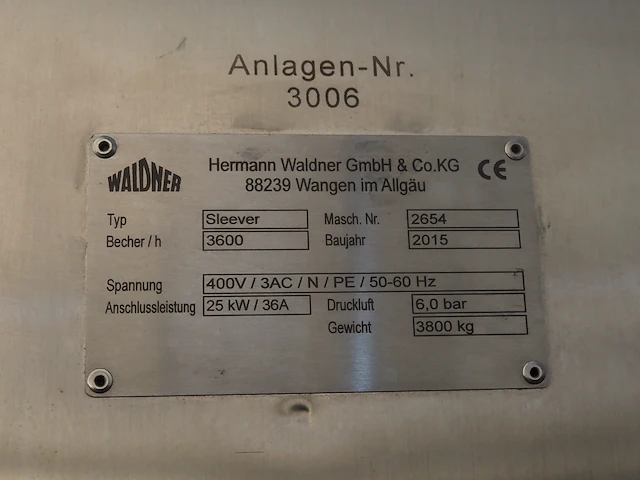 Anlagen-Nr.
3006
WALDNER
Hermann Waldner GmbH & Co.KG
88239 Wangen im Allgäu
CE
Typ Sleever Masch. Nr. 2654
Becher / h 3600 Baujahr 2015
Spannung 400V / 3AC / N / PE / 50-60 Hz
Anschlussleistung 25 kW / 36A Druckluft 6,0 bar
Gewicht 3800 kg